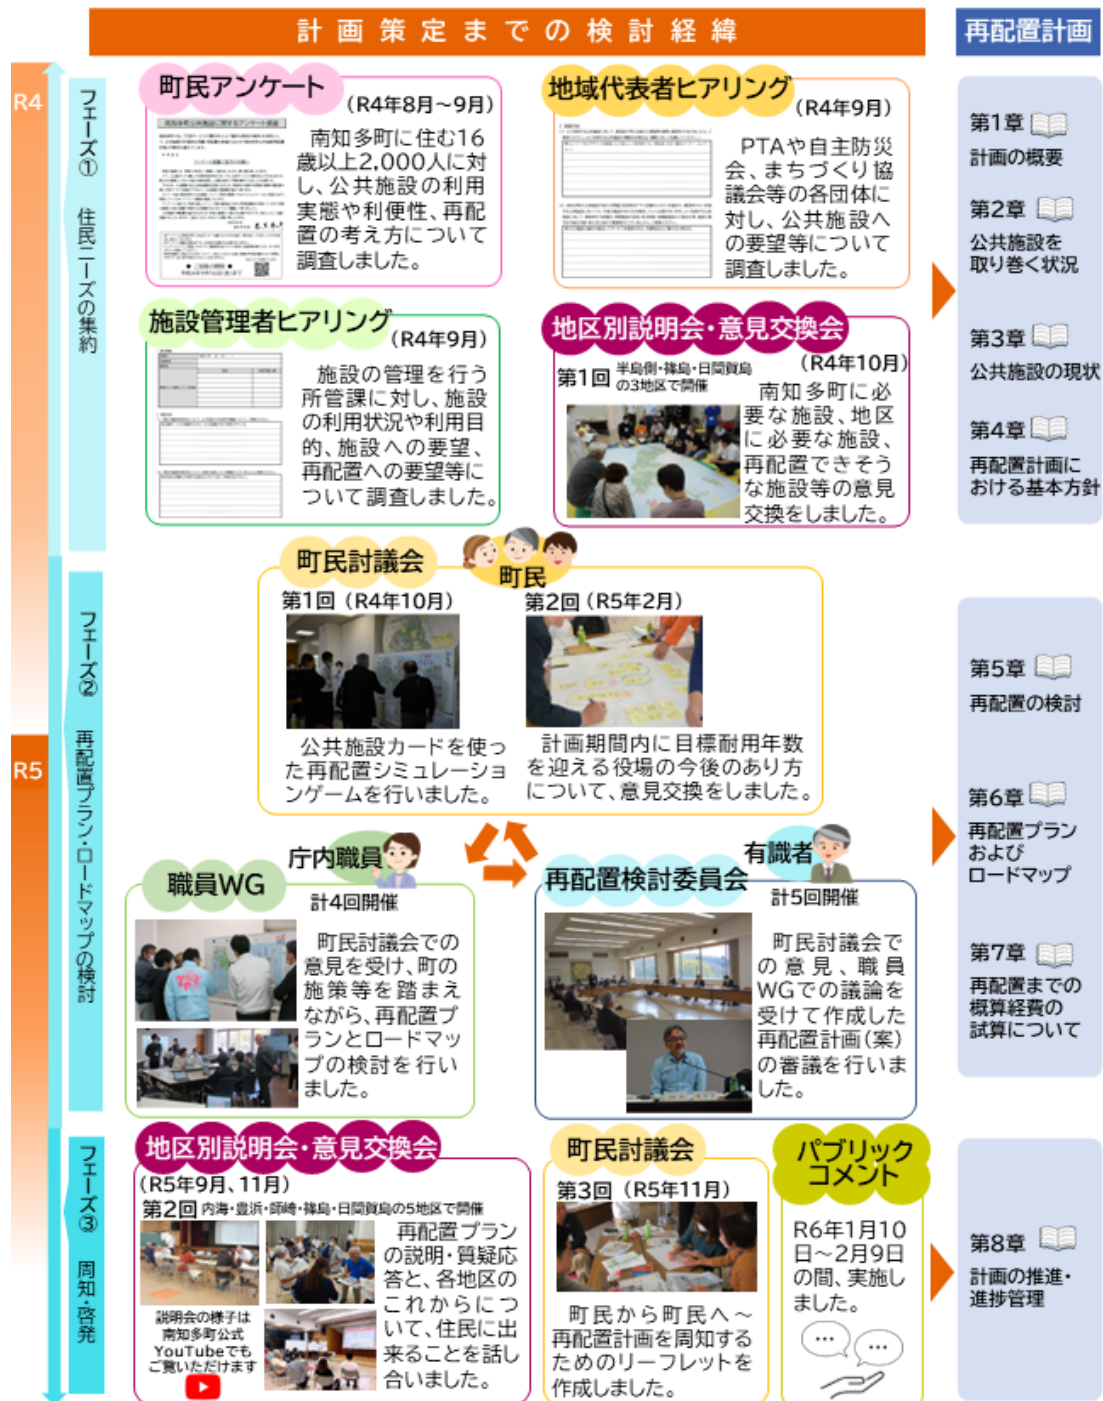 計画策定までの検討経緯
再配置計画
R4
R5
フェーズ① 住民ニーズの集約
町民アンケート
(R4年8月～9月)
南知多町に住む16
歳以上2,000人に対
し、公共施設の利用
実態や利便性、再配
置の考え方について
調査しました。
地域代表者ヒアリング
(R4年9月)
PTAや自主防災
会、まちづくり協
議会等の各団体に
対し、公共施設へ
の要望等について
調査しました。
施設管理者ヒアリング
(R4年9月)
施設の管理を行う
所管課に対し、施設
の利用状況や利用目
的、施設への要望、
再配置への要望等に
ついて調査しました。
地区別説明会・意見交換会
(R4年10月)
第1回 半島側・篠島・日間賀島
の3地区で開催
南知多町に必
要な施設、地区
に必要な施設、
再配置できそう
な施設等の意見
交換をしました。
第1章
計画の概要
第2章
公共施設を
取り巻く状況
第3章
公共施設の現状
第4章
再配置計画に
おける基本方針
フェーズ② 再配置プラン・ロードマップの検討
町民討議会
町民
第1回 (R4年10月)
公共施設カードを使っ
た再配置シミュレーショ
ンゲームを行いました。
第2回 (R5年2月)
計画期間内に目標耐用年数
を迎える役場の今後のあり方
について、意見交換をしました。
職員WG
庁内職員
計4回開催
町民討議会での
意見を受け、町の
施策等を踏まえ
ながら、再配置プ
ランとロードマッ
プの検討を行い
ました。
再配置検討委員会
有識者
計5回開催
町民討議会で
の意見、職員
WGでの議論を
受けて作成した
再配置計画(案)
の審議を行いま
した。
第5章
再配置の検討
第6章
再配置プラン
および
ロードマップ
第7章
再配置までの
概算経費の
試算について
フェーズ③ 周知・啓発
地区別説明会・意見交換会
(R5年9月、11月)
第2回 内海・豊浜・師崎・篠島・日間賀島の5地区で開催
再配置プラン
の説明・質疑応
答と、各地区の
これからにつ
いて、住民に出
来ることを話し
合いました。
説明会の様子は
南知多町公式
YouTubeでも
ご覧いただけます
町民討議会
第3回 (R5年11月)
町民から町民へ～
再配置計画を周知する
ためのリーフレットを
作成しました。
パブリック
コメント
R6年1月10
日～2月9日
の間、実施し
ました。
第8章
計画の推進・
進捗管理